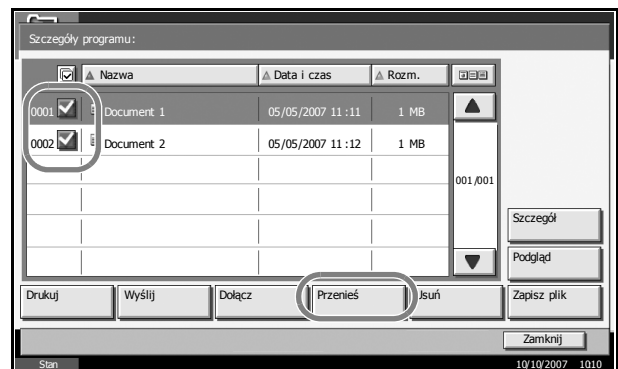 Szczegóły programu:
Nazwa Data i czas Rozm.
0001 Document 1 05/05/2007 11:11 1 MB
0002 Document 2 05/05/2007 11:12 1 MB
001/001
Szczegół
Podgląd
Drukuj Wyślij Dołącz Przenieś Usuń Zapisz plik
Zamknij
Stan 10/10/2007 1010